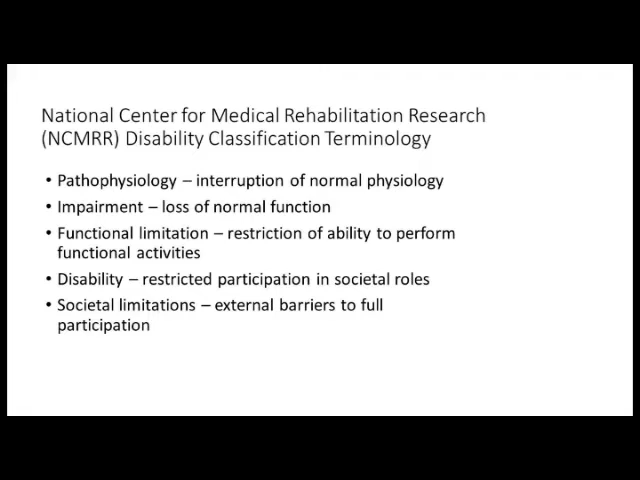 National Center for Medical Rehabilitation Research
(NCMRR) Disability Classification Terminology
• Pathophysiology – interruption of normal physiology
• Impairment – loss of normal function
• Functional limitation – restriction of ability to perform
functional activities
• Disability – restricted participation in societal roles
• Societal limitations – external barriers to full
participation